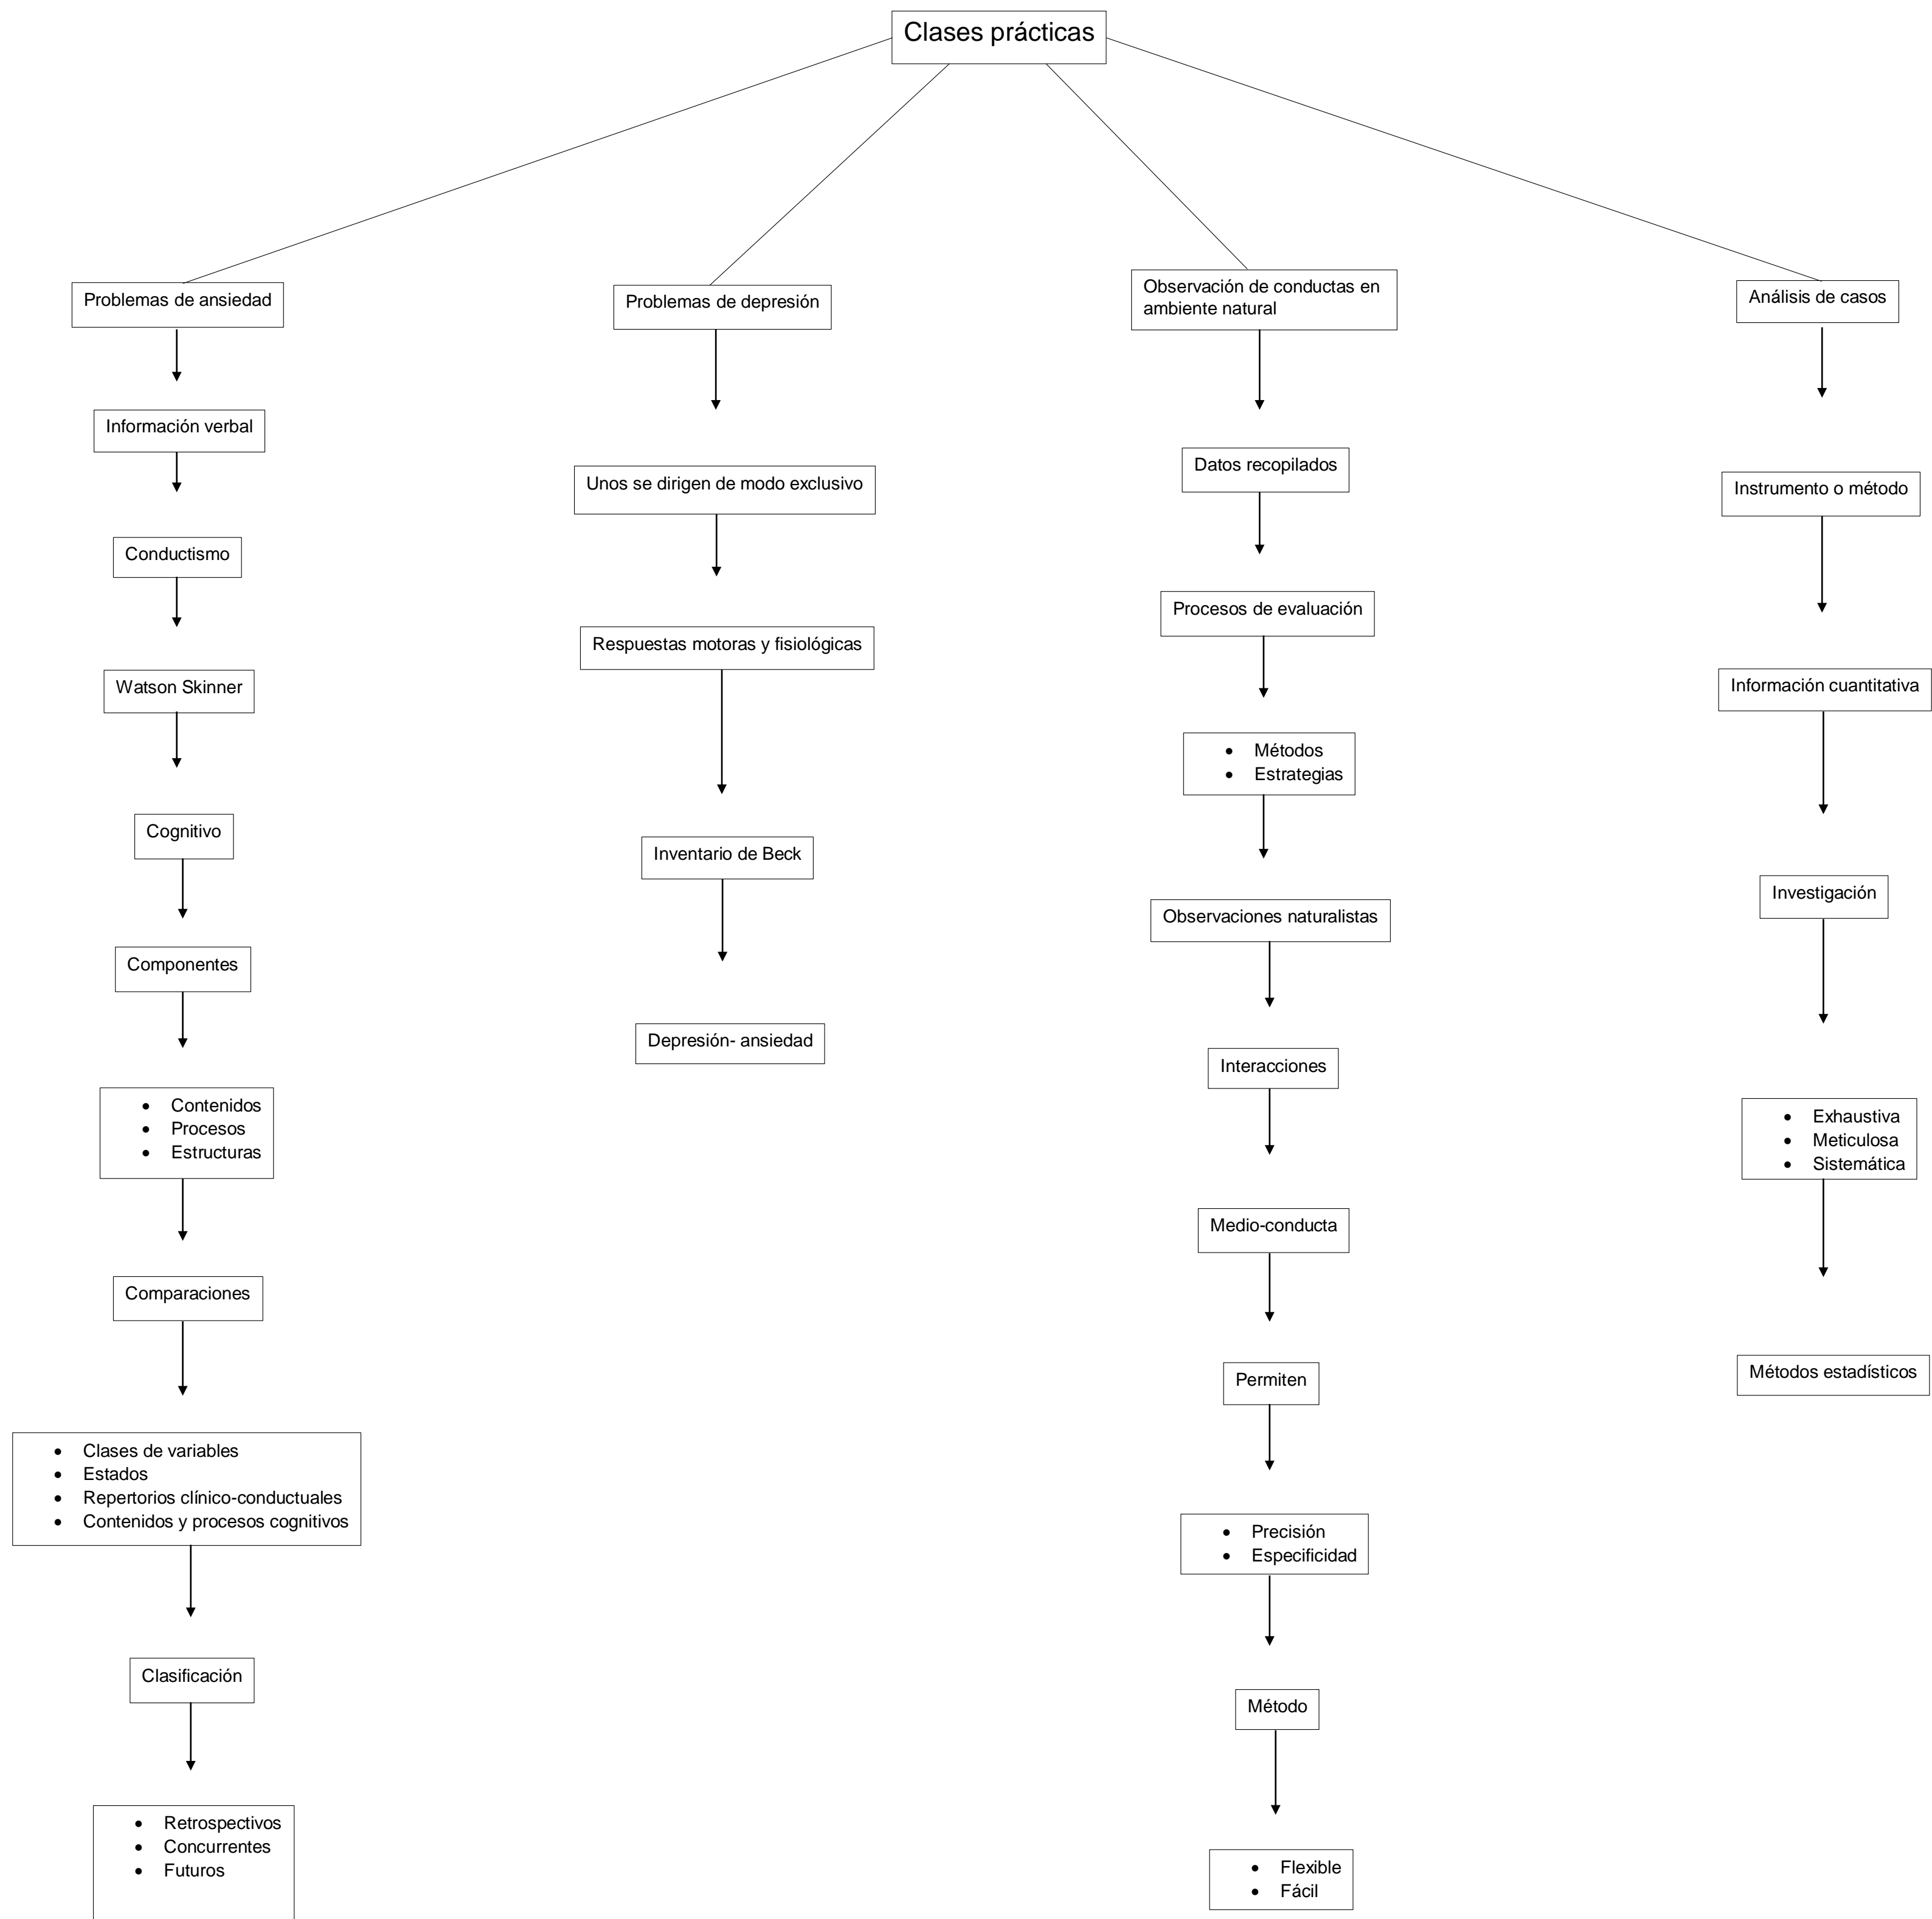 Clases prácticas
Problemas de ansiedad
Información verbal
Conductismo
Watson Skinner
Cognitivo
Componentes
• Contenidos
• Procesos
• Estructuras
Comparaciones
• Clases de variables
• Estados
• Repertorios clínico-conductuales
• Contenidos y procesos cognitivos
Clasificación
• Retrospectivos
• Concurrentes
• Futuros
Problemas de depresión
Unos se dirigen de modo exclusivo
Respuestas motoras y fisiológicas
Inventario de Beck
Depresión- ansiedad
Observación de conductas en
ambiente natural
Datos recopilados
Procesos de evaluación
• Métodos
• Estrategias
Observaciones naturalistas
Interacciones
Medio-conducta
Permiten
• Precisión
• Especificidad
Método
• Flexible
• Fácil
Análisis de casos
Instrumento o método
Información cuantitativa
Investigación
• Exhaustiva
• Meticulosa
• Sistemática
Métodos estadísticos